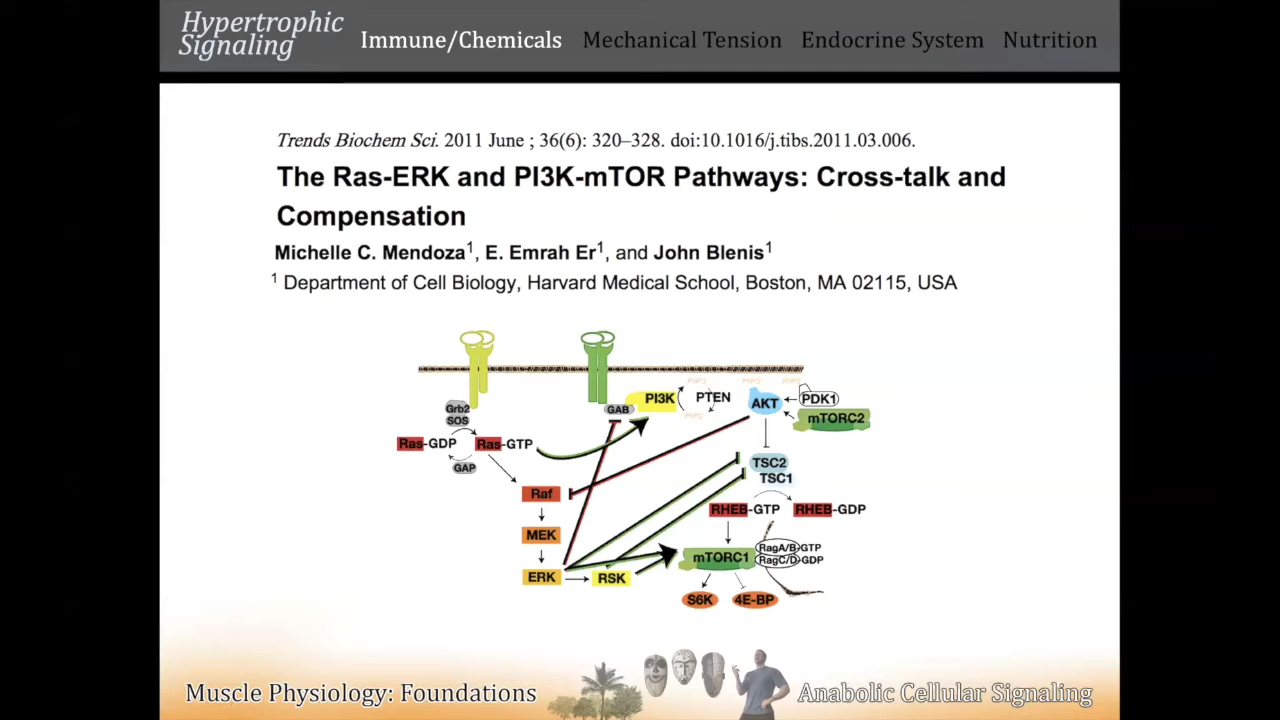 Hypertrophic
Signaling
Immune/Chemicals Mechanical Tension Endocrine System Nutrition
Trends Biochem Sci. 2011 June ; 36(6): 320–328. doi:10.1016/j.tibs.2011.03.006.
The Ras-ERK and PI3K-mTOR Pathways: Cross-talk and
Compensation
Michelle C. Mendoza1, E. Emrah Er1, and John Blenis1
1 Department of Cell Biology, Harvard Medical School, Boston, MA 02115, USA
PIP3 PIP3 PIP3
GAB PI3K PTEN AKT PDK1
Grb2
SOS
PIP2
mTORC2
Ras-GDP Ras-GTP
GAP
TSC2
TSC1
Raf
RHEB-GTP RHEB-GDP
MEK
mTORC1 RagA/B-GTP
RagC/D-GDP
ERK RSK
S6K 4E-BP
Muscle Physiology: Foundations Anabolic Cellular Signaling